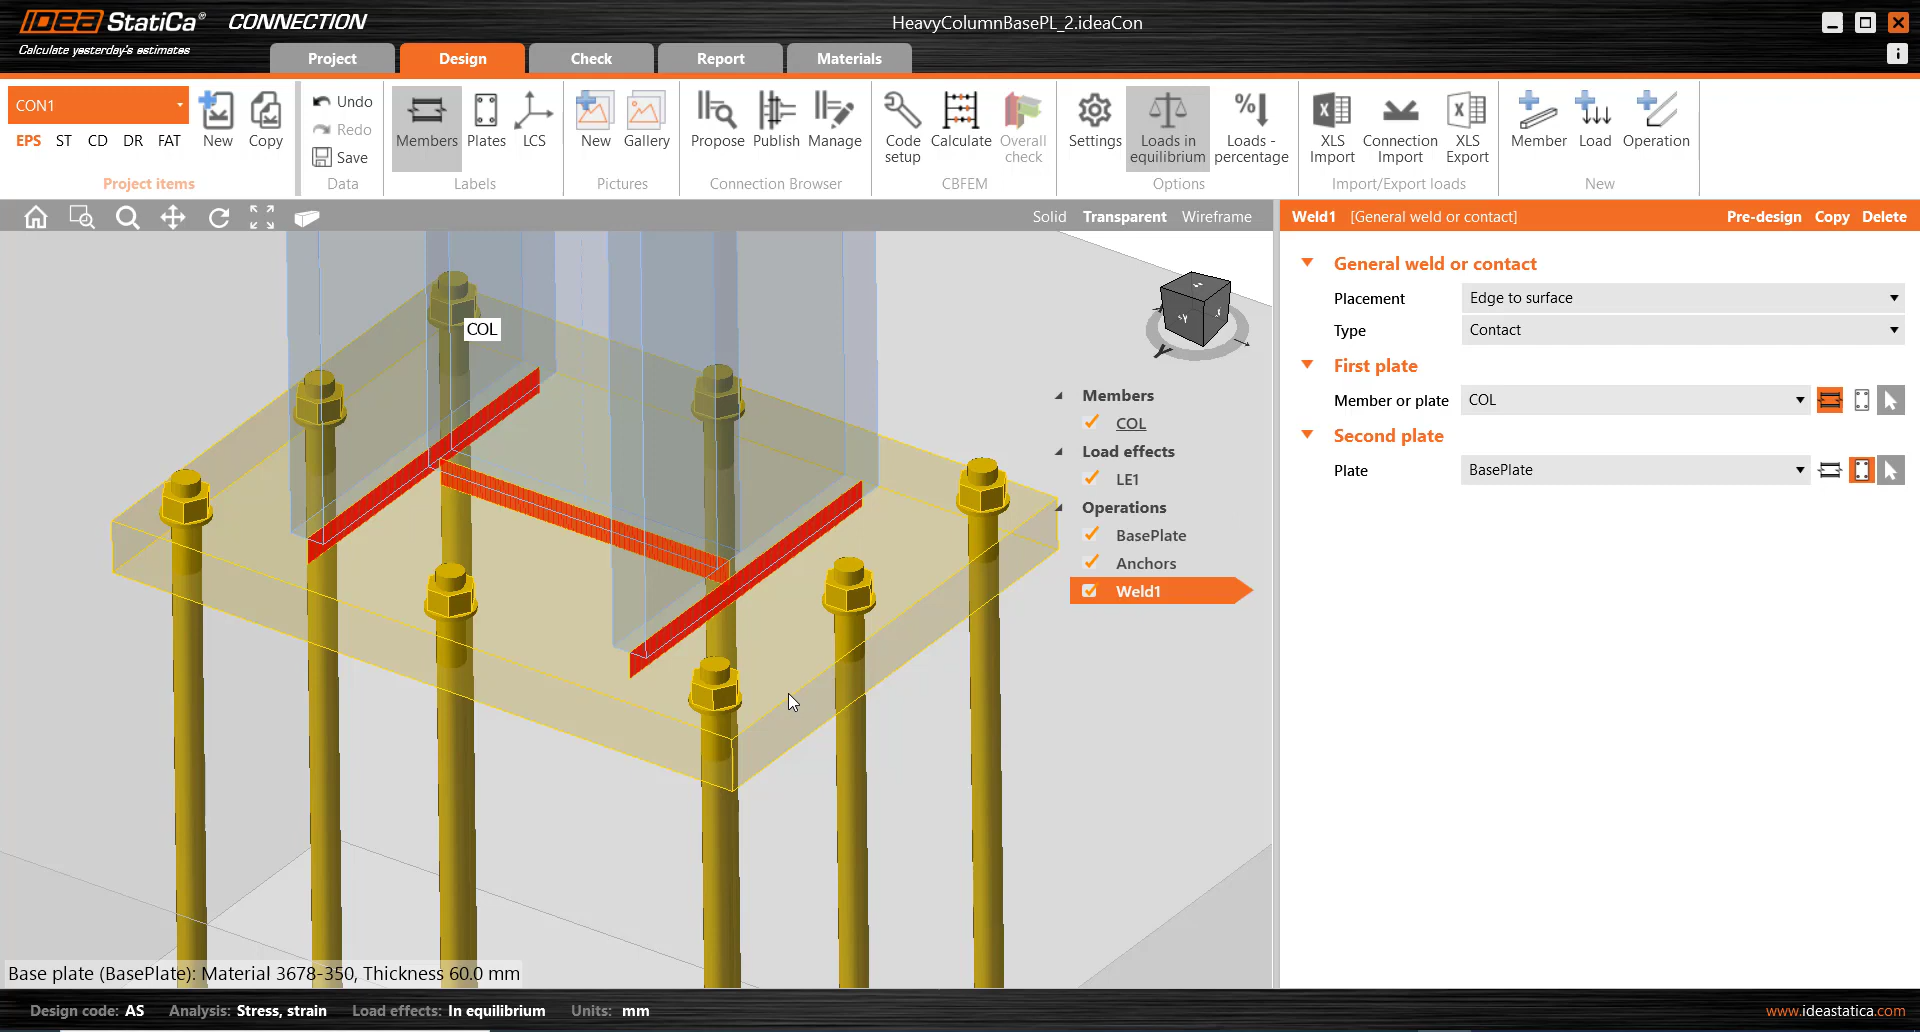 IDEA StatiCa® CONNECTION
Calculate yesterday's estimates
HeavyColumnBasePL_2.ideaCon
Project Design Check Report Materials
CON1
EPS ST CD DR FAT
New Copy
Project items
Undo
Redo
Save
Data
Members Plates LCS
Labels
New Gallery
Pictures
Propose Publish Manage
Connection Browser
Code setup Calculate Overall check
CBFEM
Settings Loads in equilibrium Loads - percentage
Options
XLS Import Connection Import XLS Export
Import/Export loads
Member Load Operation
New
Solid Transparent Wireframe
Weld1 [General weld or contact] Pre-design Copy Delete
COL
-Y
Members
COL
Load effects
LE1
Operations
BasePlate
Anchors
Weld1
General weld or contact
Placement Edge to surface
Type Contact
First plate
Member or plate COL
Second plate
Plate BasePlate
Base plate (BasePlate): Material 3678-350, Thickness 60.0 mm
Design code: AS Analysis: Stress, strain Load effects: In equilibrium Units: mm
www.ideastatica.com